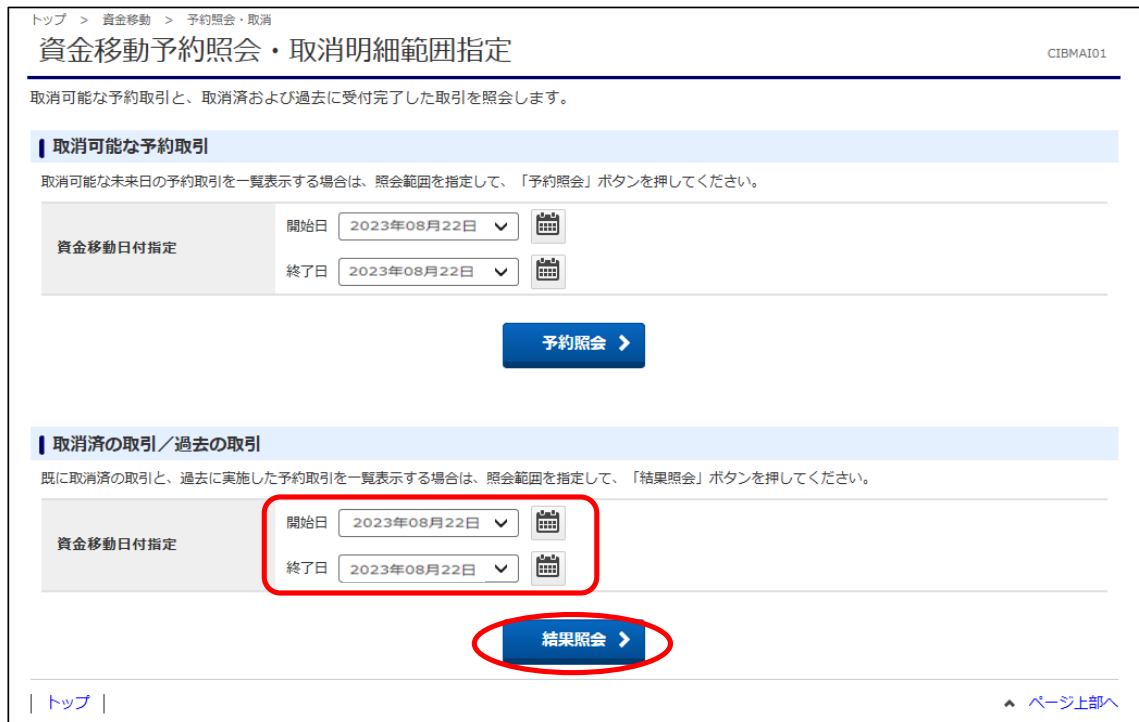 トップ > 資金移動 > 予約照会・取消
資金移動予約照会・取消明細範囲指定
CIBMAI01
取消可能な予約取引と、取消済および過去に受付完了した取引を照会します。
取消可能な予約取引
取消可能な未来日の予約取引を一覧表示する場合は、照会範囲を指定して、「予約照会」ボタンを押してください。
資金移動日付指定
開始日 2023年08月22日
終了日 2023年08月22日
予約照会
取消済の取引／過去の取引
既に取消済の取引と、過去に実施した予約取引を一覧表示する場合は、照会範囲を指定して、「結果照会」ボタンを押してください。
資金移動日付指定
開始日 2023年08月22日
終了日 2023年08月22日
結果照会
| トップ |
ページ上部へ